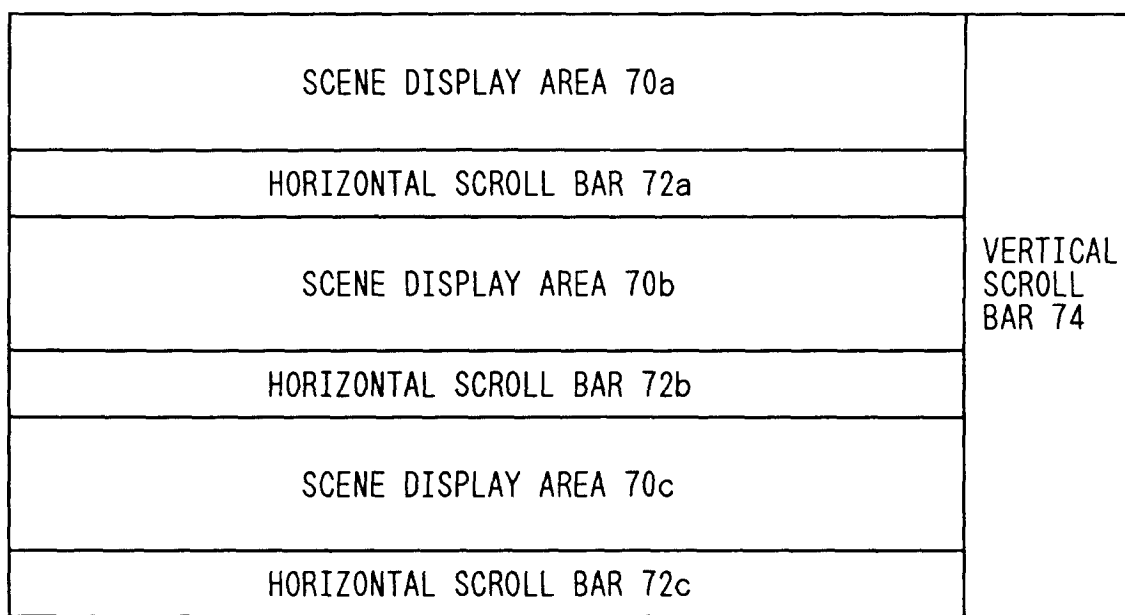 SCENE DISPLAY AREA 70a
HORIZONTAL SCROLL BAR 72a
SCENE DISPLAY AREA 70b
HORIZONTAL SCROLL BAR 72b
SCENE DISPLAY AREA 70c
HORIZONTAL SCROLL BAR 72c
VERTICAL
SCROLL
BAR 74